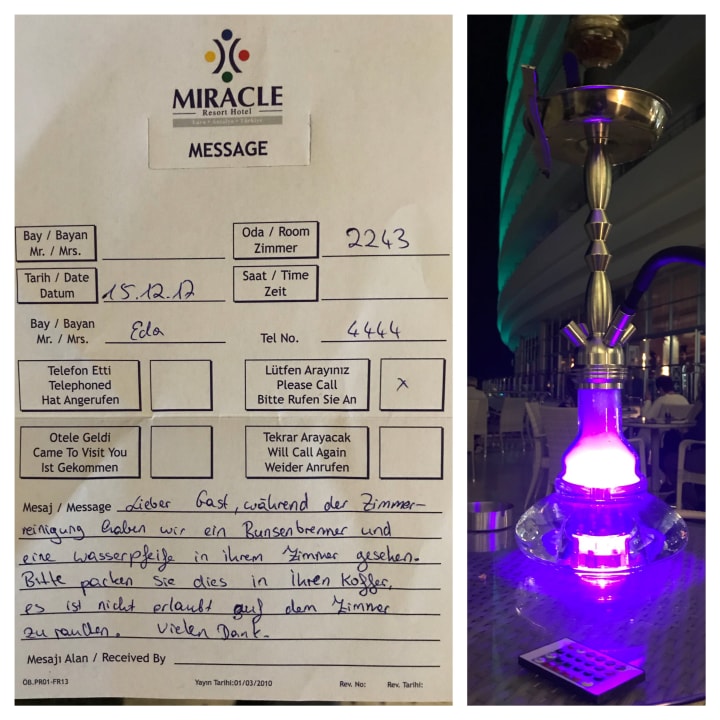 MIRACLE
Resort Hotel
Lara • Antalya • Türkiye
MESSAGE
Bay / Bayan
Mr. / Mrs.
Oda / Room
Zimmer
2243
Tarih / Date
Datum
15.12.17
Saat / Time
Zeit
Bay / Bayan
Mr. / Mrs.
Eda
Tel No.
4444
Telefon Etti
Telephoned
Hat Angerufen
Lütfen Arayınız
Please Call
Bitte Rufen Sie An
x
Otele Geldi
Came To Visit You
Ist Gekommen
Tekrar Arayacak
Will Call Again
Weider Anrufen
Mesaj / Message Lieber Gast, während der Zimmer-
reinigung haben wir ein Bunsenbrenner und
eine Wasserpfeife in ihrem Zimmer gesehen.
Bitte packen Sie dies in ihren Koffer,
es ist nicht erlaubt auf dem Zimmer
zu rauchen. Vielen Dank.
Mesajı Alan / Received By
ÖB.PR01-FR13 Yayın Tarihi:01/03/2010 Rev. No: Rev. Tarihi: